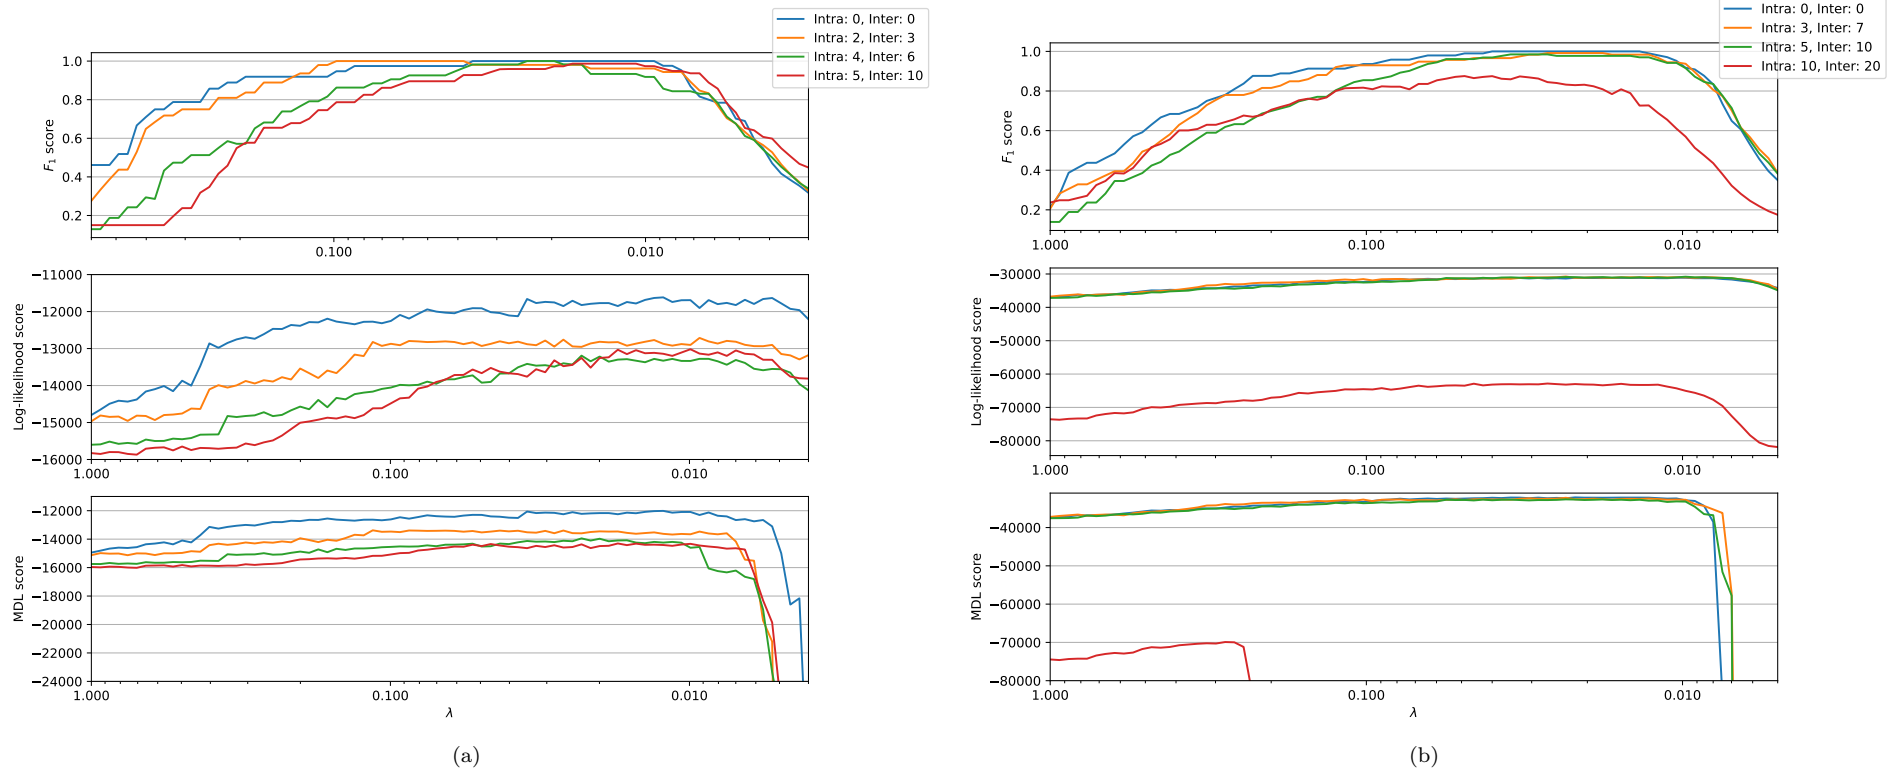 Intra: 0, Inter: 0
Intra: 2, Inter: 3
Intra: 4, Inter: 6
Intra: 5, Inter: 10
F1 score
1.0
0.8
0.6
0.4
0.2
0.100
0.010
Log-likelihood score
−11000
−12000
−13000
−14000
−15000
−16000
1.000
0.100
0.010
MDL score
−12000
−14000
−16000
−18000
−20000
−22000
−24000
1.000
0.100
0.010
λ
(a)
Intra: 0, Inter: 0
Intra: 3, Inter: 7
Intra: 5, Inter: 10
Intra: 10, Inter: 20
F1 score
1.0
0.8
0.6
0.4
0.2
1.000
0.100
0.010
Log-likelihood score
−30000
−40000
−50000
−60000
−70000
−80000
1.000
0.100
0.010
MDL score
−40000
−50000
−60000
−70000
−80000
1.000
0.100
0.010
λ
(b)